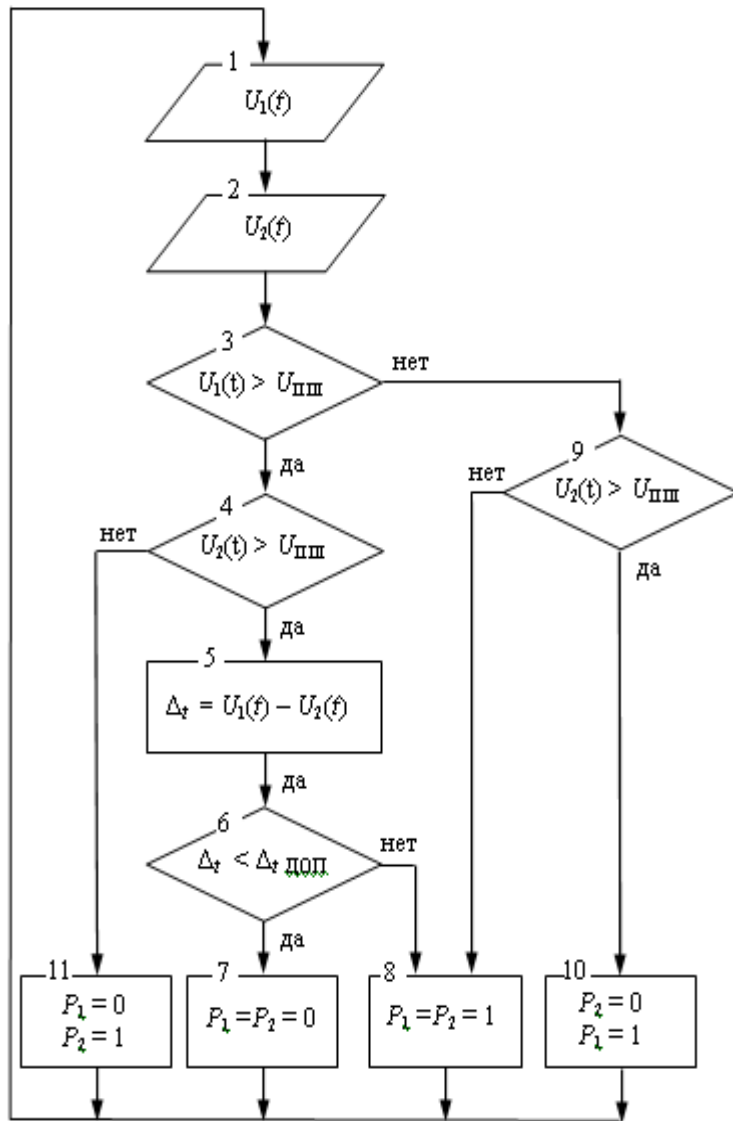 1
U₁(f)
2
U₂(f)
3
U₁(t) > Uпш
нет
да
9
U₂(t) > Uпш
нет
да
4
U₂(t) > Uпш
нет
да
5
Δₜ = U₁(f) – U₂(f)
да
6
Δₜ < Δₜ доп
нет
да
11
P₁ = 0
P₂ = 1
7
P₁ = P₂ = 0
8
P₁ = P₂ = 1
10
P₂ = 0
P₁ = 1